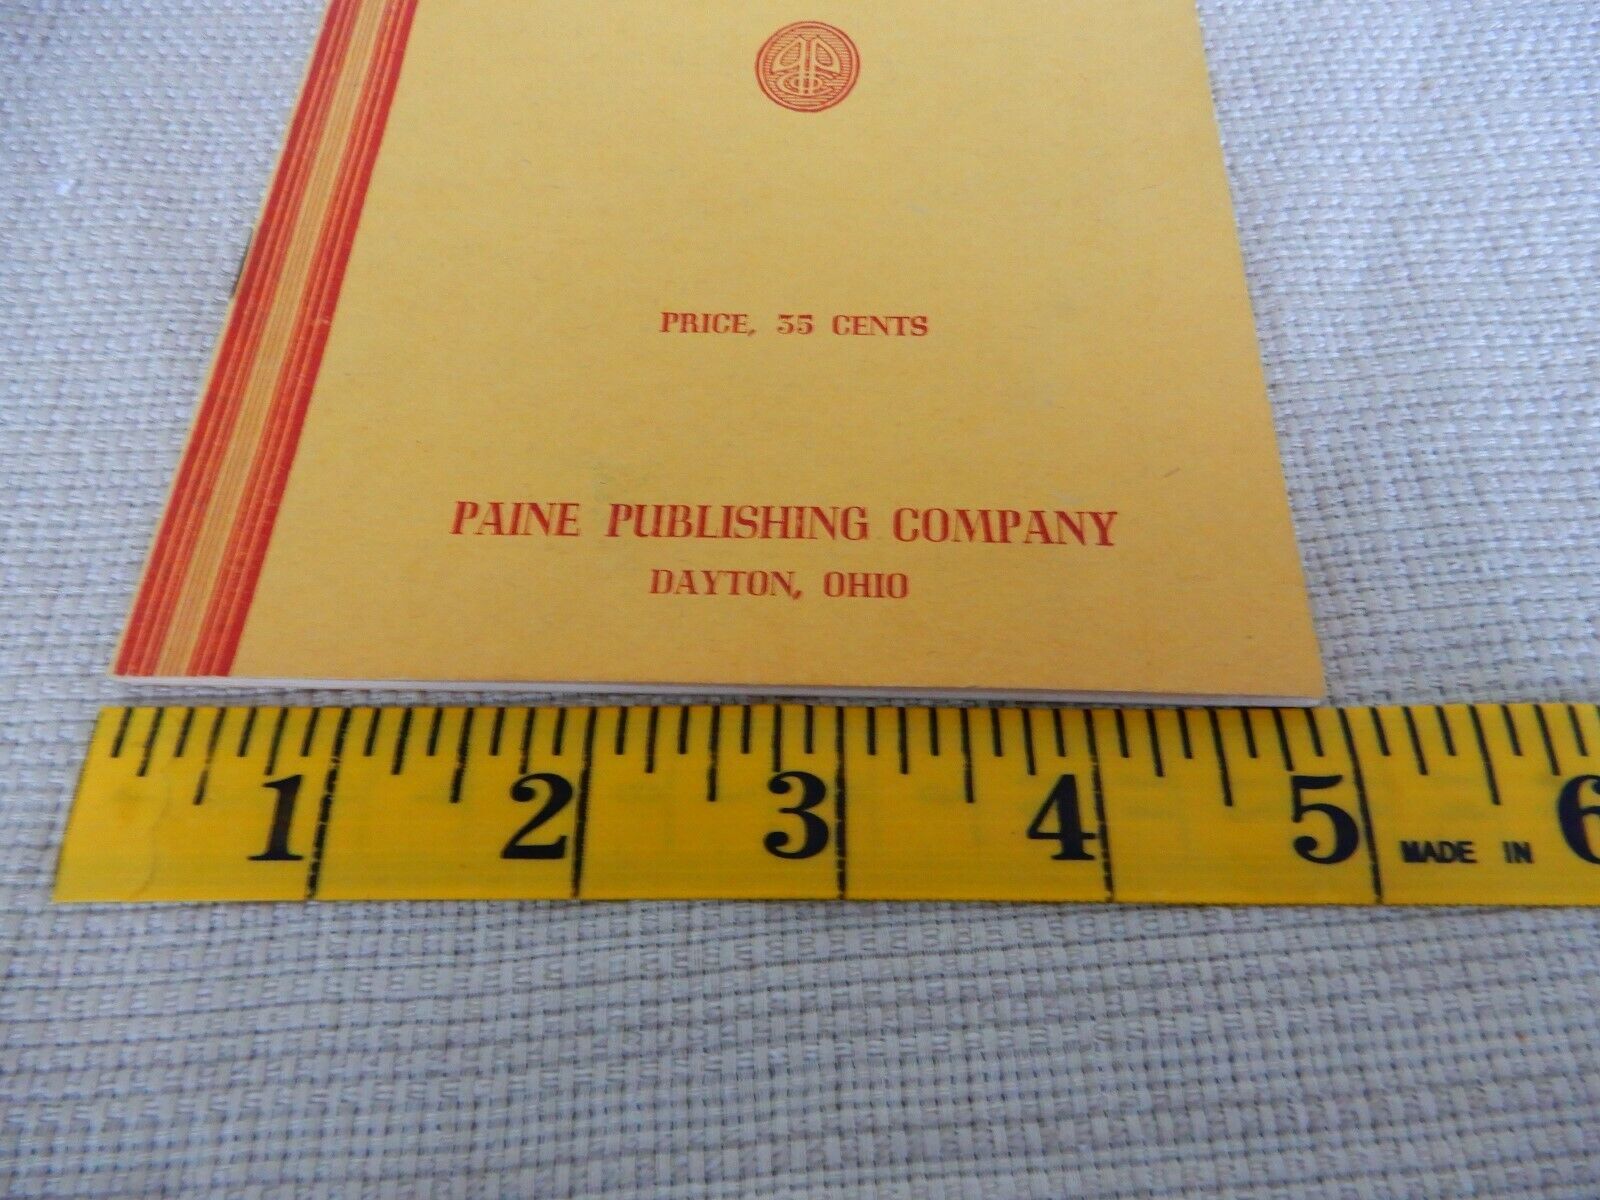 PRICE, 35 CENTS
PAINE PUBLISHING COMPANY
DAYTON, OHIO
1 2 3 4 5 MADE IN 6